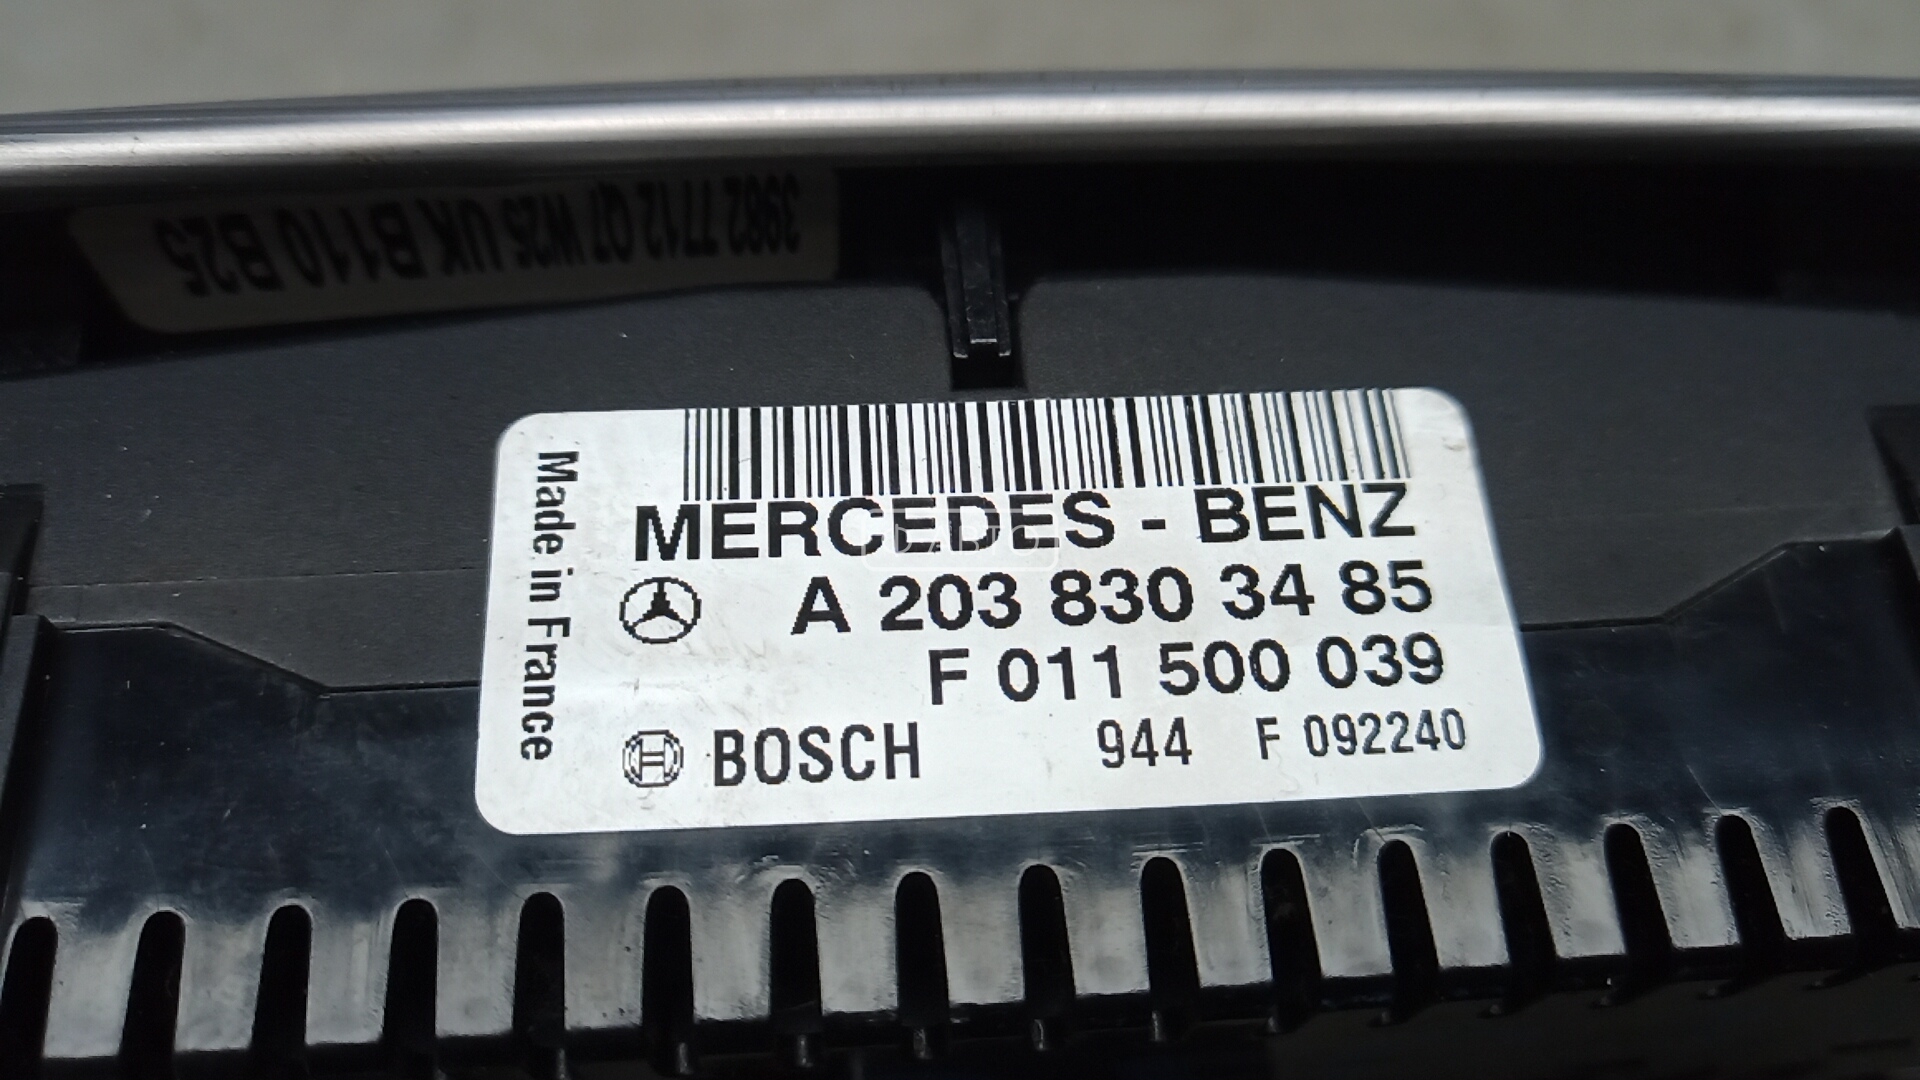 3982 7712 07 W25 UK B110 B25
Made in France
MERCEDES - BENZ
A 203 830 34 85
F 011 500 039
BOSCH 944 F 092240